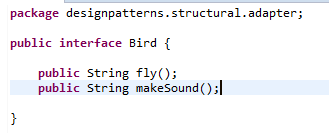 package designpatterns.structural.adapter;
public interface Bird {
public String fly();
public String makeSound();
}